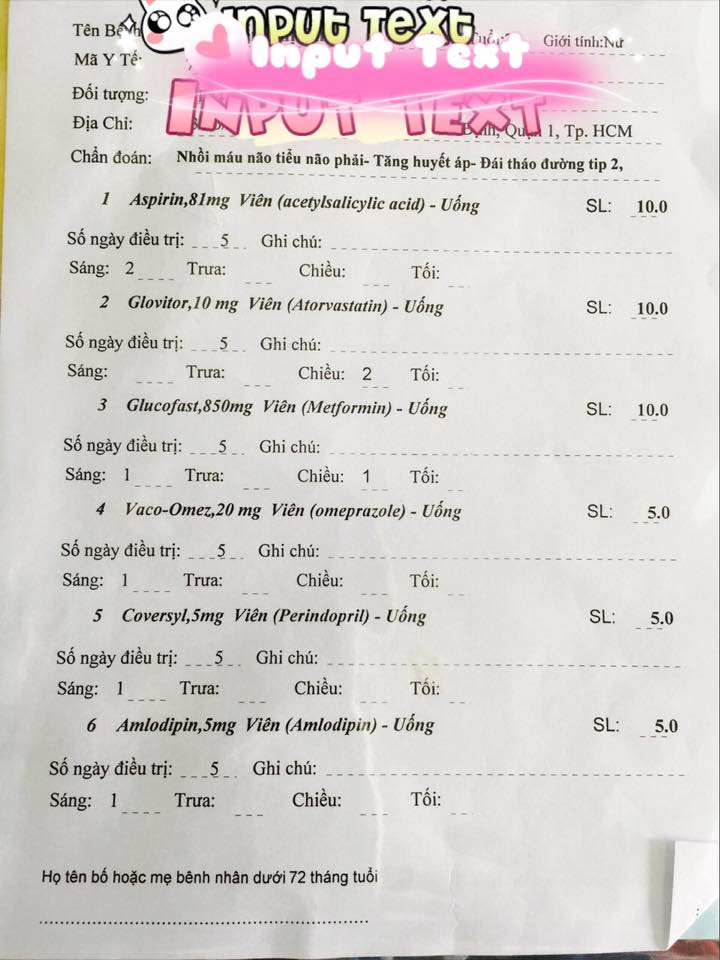 Input Text
Tên Bệnh Tuổi: Giới tính:Nữ
Input Text
Mã Y Tế:
Đối tượng:
Input Text
Địa Chỉ: Định, Quận 1, Tp. HCM
Chẩn đoán: Nhồi máu não tiểu não phải- Tăng huyết áp- Đái tháo đường tip 2,
1 Aspirin,81mg Viên (acetylsalicylic acid) - Uống SL: 10.0
Số ngày điều trị: 5 Ghi chú:
Sáng: 2 Trưa: Chiều: Tối:
2 Glovitor,10 mg Viên (Atorvastatin) - Uống SL: 10.0
Số ngày điều trị: 5 Ghi chú:
Sáng: Trưa: Chiều: 2 Tối:
3 Glucofast,850mg Viên (Metformin) - Uống SL: 10.0
Số ngày điều trị: 5 Ghi chú:
Sáng: 1 Trưa: Chiều: 1 Tối:
4 Vaco-Omez,20 mg Viên (omeprazole) - Uống SL: 5.0
Số ngày điều trị: 5 Ghi chú:
Sáng: 1 Trưa: Chiều: Tối:
5 Coversyl,5mg Viên (Perindopril) - Uống SL: 5.0
Số ngày điều trị: 5 Ghi chú:
Sáng: 1 Trưa: Chiều: Tối:
6 Amlodipin,5mg Viên (Amlodipin) - Uống SL: 5.0
Số ngày điều trị: 5 Ghi chú:
Sáng: 1 Trưa: Chiều: Tối:
Họ tên bố hoặc mẹ bênh nhân dưới 72 tháng tuổi